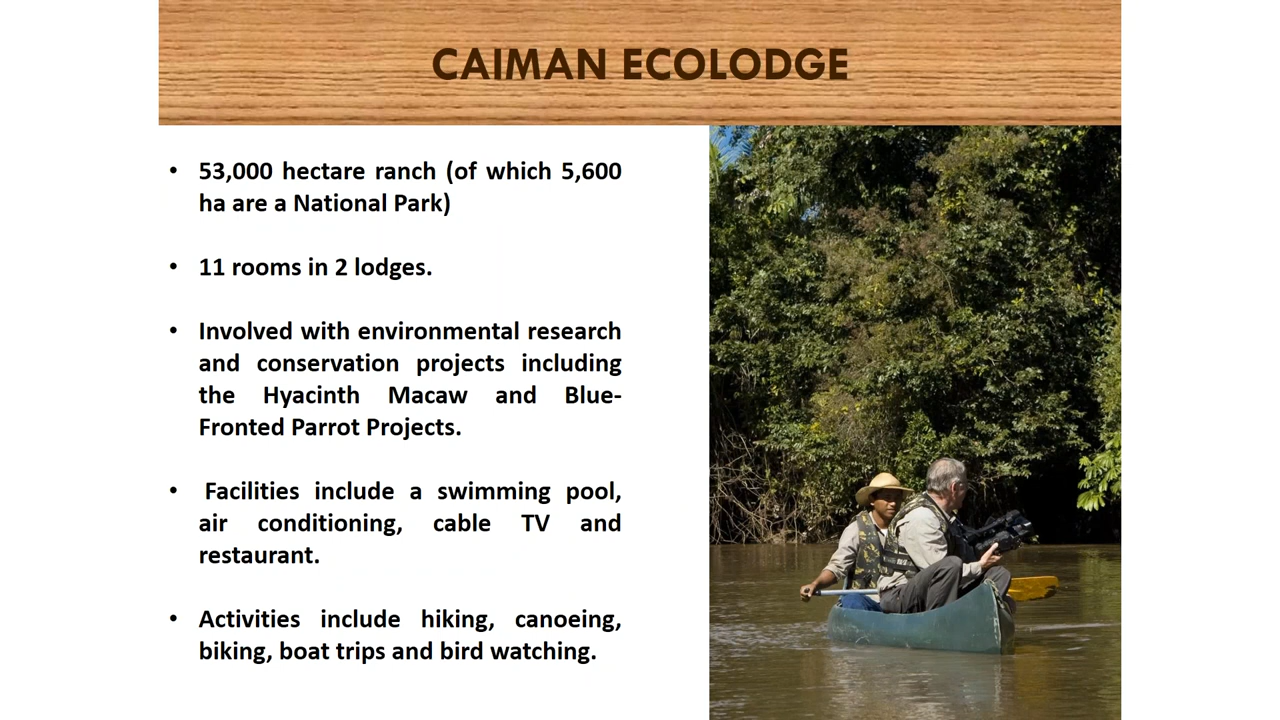 CAIMAN ECOLODGE
• 53,000 hectare ranch (of which 5,600
ha are a National Park)
• 11 rooms in 2 lodges.
• Involved with environmental research
and conservation projects including
the Hyacinth Macaw and Blue-
Fronted Parrot Projects.
• Facilities include a swimming pool,
air conditioning, cable TV and
restaurant.
• Activities include hiking, canoeing,
biking, boat trips and bird watching.